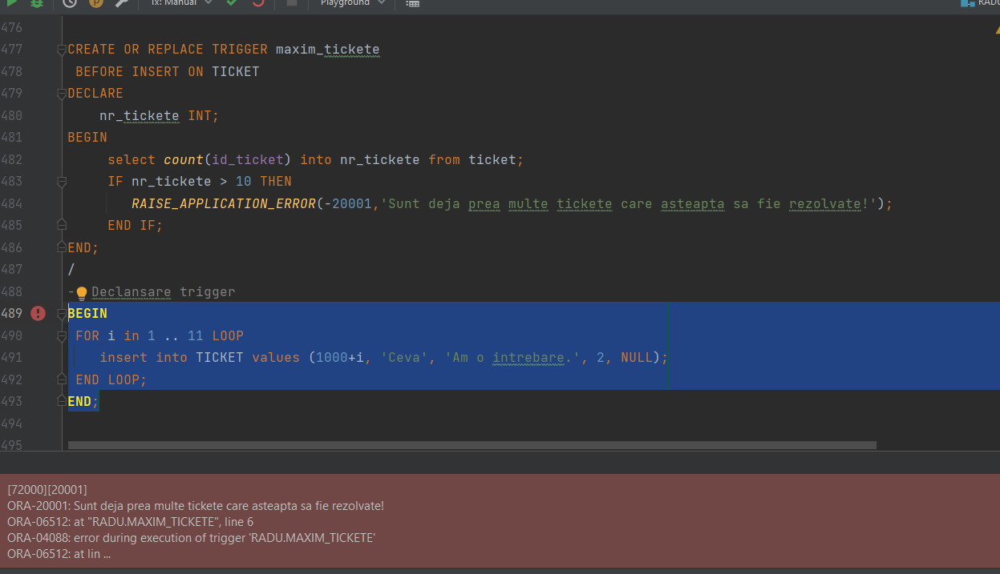 Tx: Manual Playground RADU
476
477 CREATE OR REPLACE TRIGGER maxim_tickete
478 BEFORE INSERT ON TICKET
479 DECLARE
480 nr_tickete INT;
481 BEGIN
482 select count(id_ticket) into nr_tickete from ticket;
483 IF nr_tickete > 10 THEN
484 RAISE_APPLICATION_ERROR(-20001,'Sunt deja prea multe tickete care asteapta sa fie rezolvate!');
485 END IF;
486 END;
487 /
488 - Declansare trigger
489 BEGIN
490 FOR i in 1 .. 11 LOOP
491 insert into TICKET values (1000+i, 'Ceva', 'Am o intrebare.', 2, NULL);
492 END LOOP;
493 END;
494
495
[72000][20001]
ORA-20001: Sunt deja prea multe tickete care asteapta sa fie rezolvate!
ORA-06512: at "RADU.MAXIM_TICKETE", line 6
ORA-04088: error during execution of trigger 'RADU.MAXIM_TICKETE'
ORA-06512: at lin ...